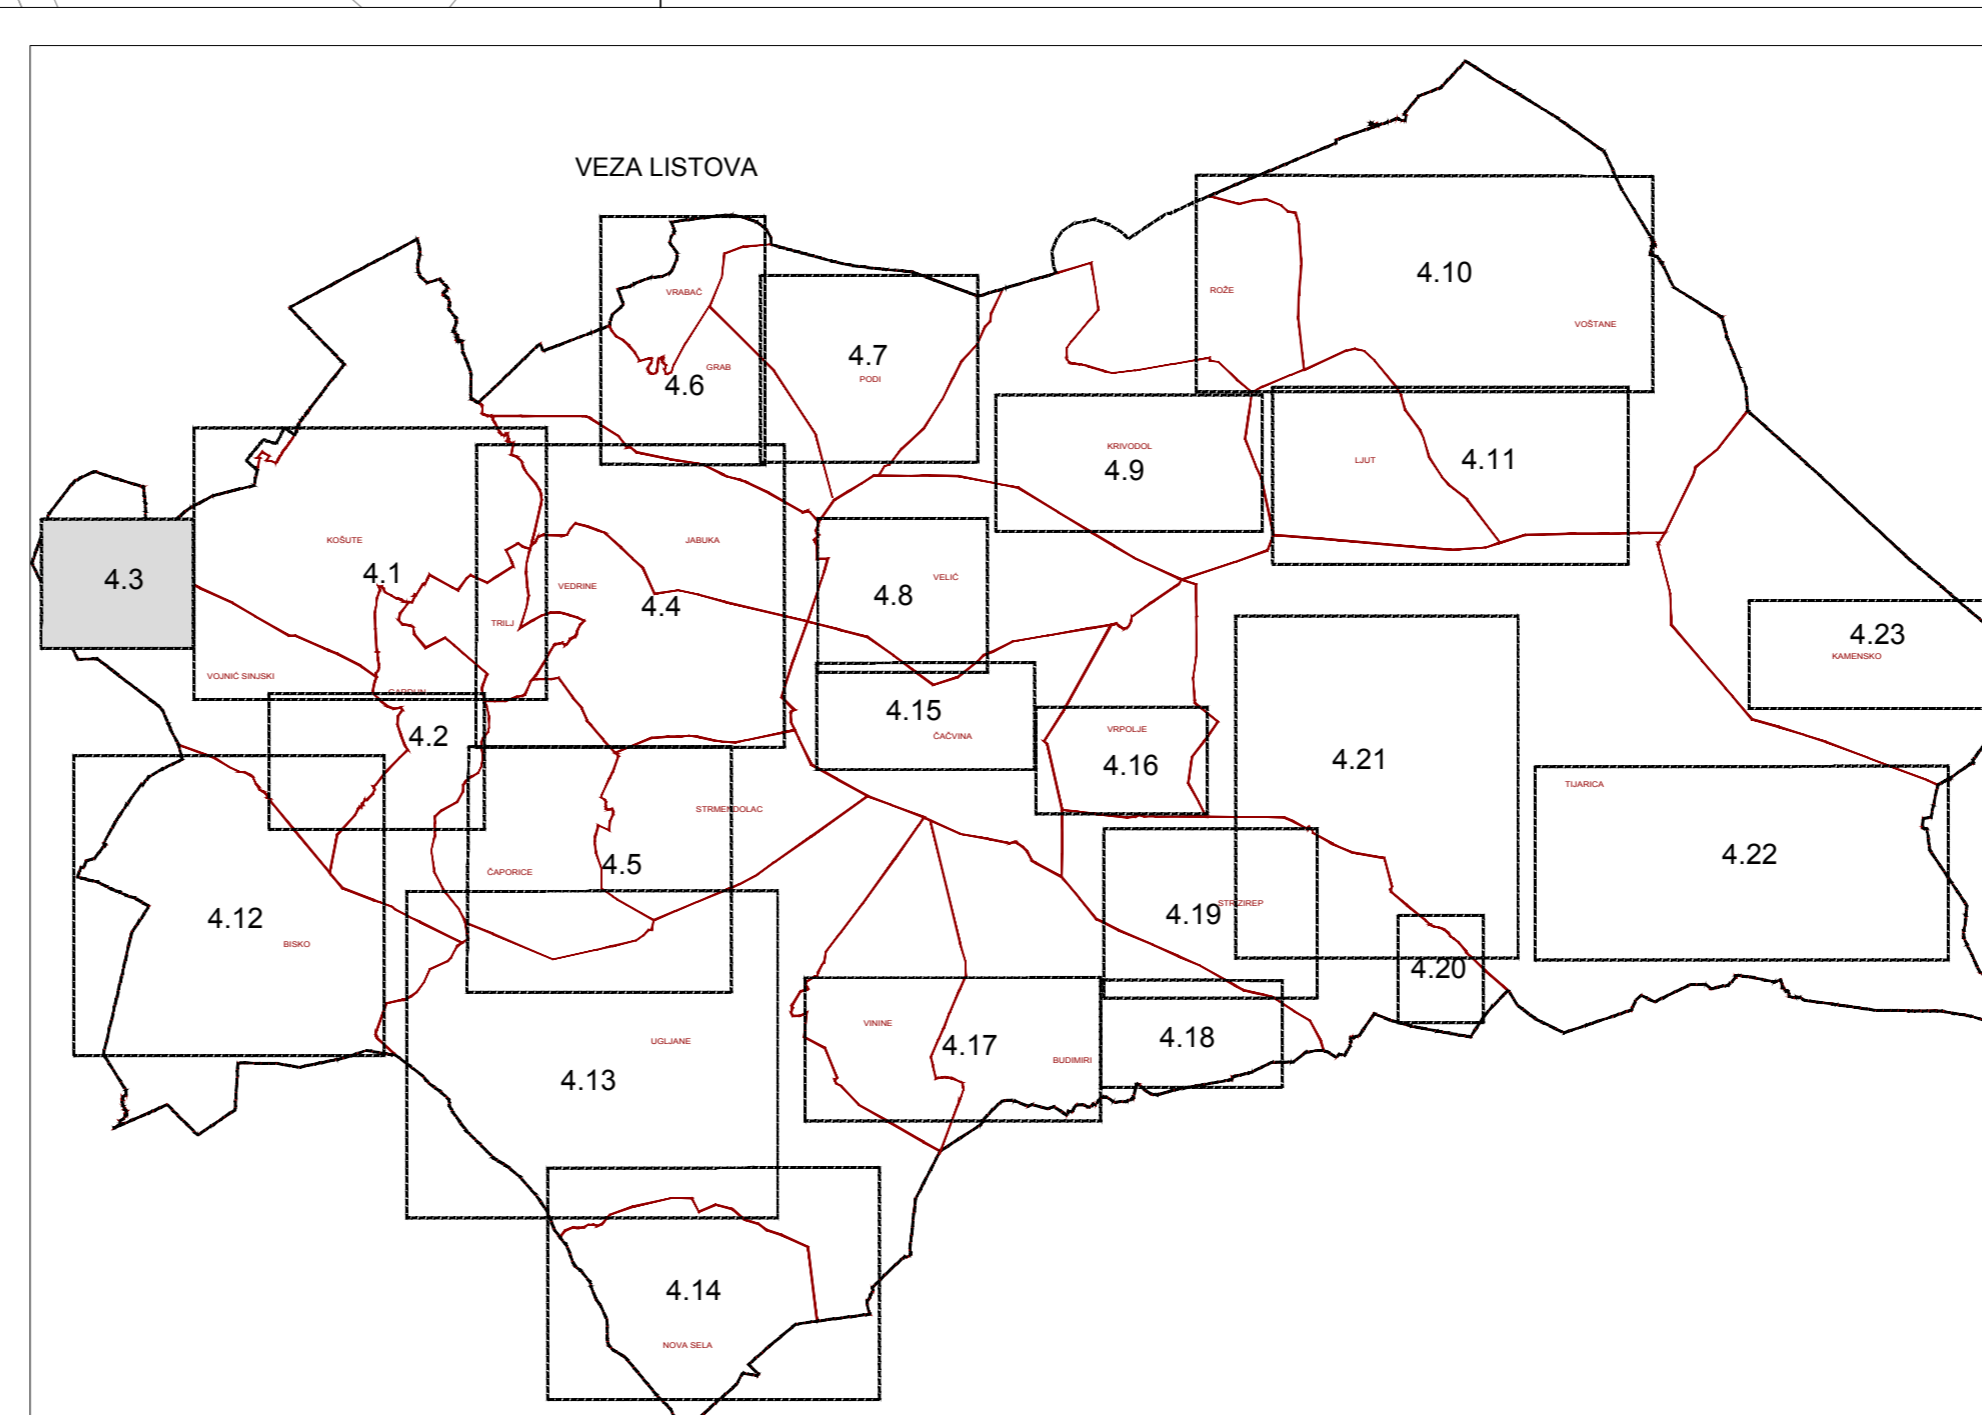 VEZA LISTOVA
4.10
VRABAČ
ROŽE
VOŠTANE
4.7
GRAB
PODI
4.6
KRIVODOL
4.9
LJUT
4.11
KOŠUTE
JABUKA
4.3
4.1
VEDRINE
4.4
4.8
VELIĆ
TRILJ
4.23
KAMENSKO
VOJNIĆ SINJSKI
GARDUN
4.2
4.15
ČAČVINA
VRPOLJE
4.16
4.21
TIJARICA
STRMENDOLAC
4.22
ČAPORICE
4.5
4.12
BISKO
4.19
STRIZIREP
4.20
VININE
4.17
BUDIMIRI
4.18
UGLJANE
4.13
4.14
NOVA SELA